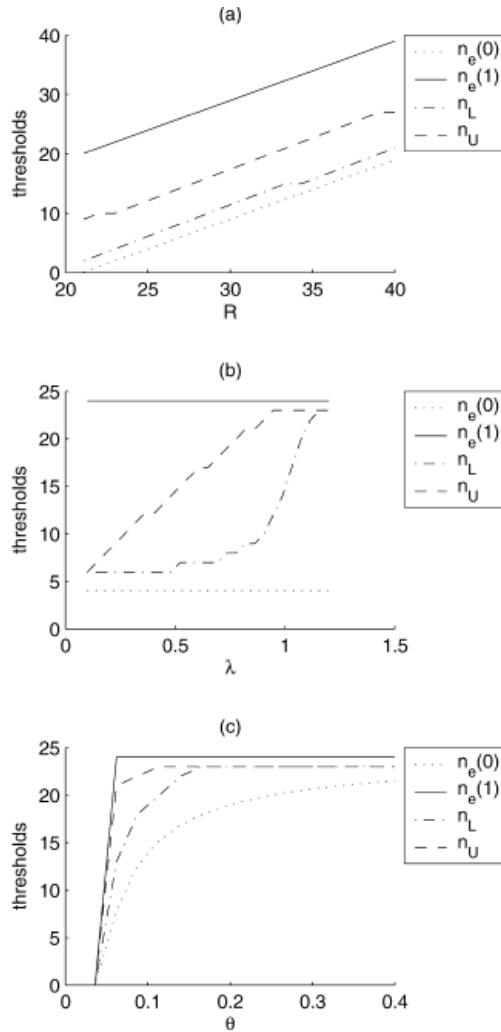 (a)
40
30
20
10
0
thresholds
20
25
30
35
40
R
n_e(0)
n_e(1)
n_L
n_U
(b)
25
20
15
10
5
0
thresholds
0
0.5
1
1.5
λ
n_e(0)
n_e(1)
n_L
n_U
(c)
25
20
15
10
5
0
thresholds
0
0.1
0.2
0.3
0.4
θ
n_e(0)
n_e(1)
n_L
n_U